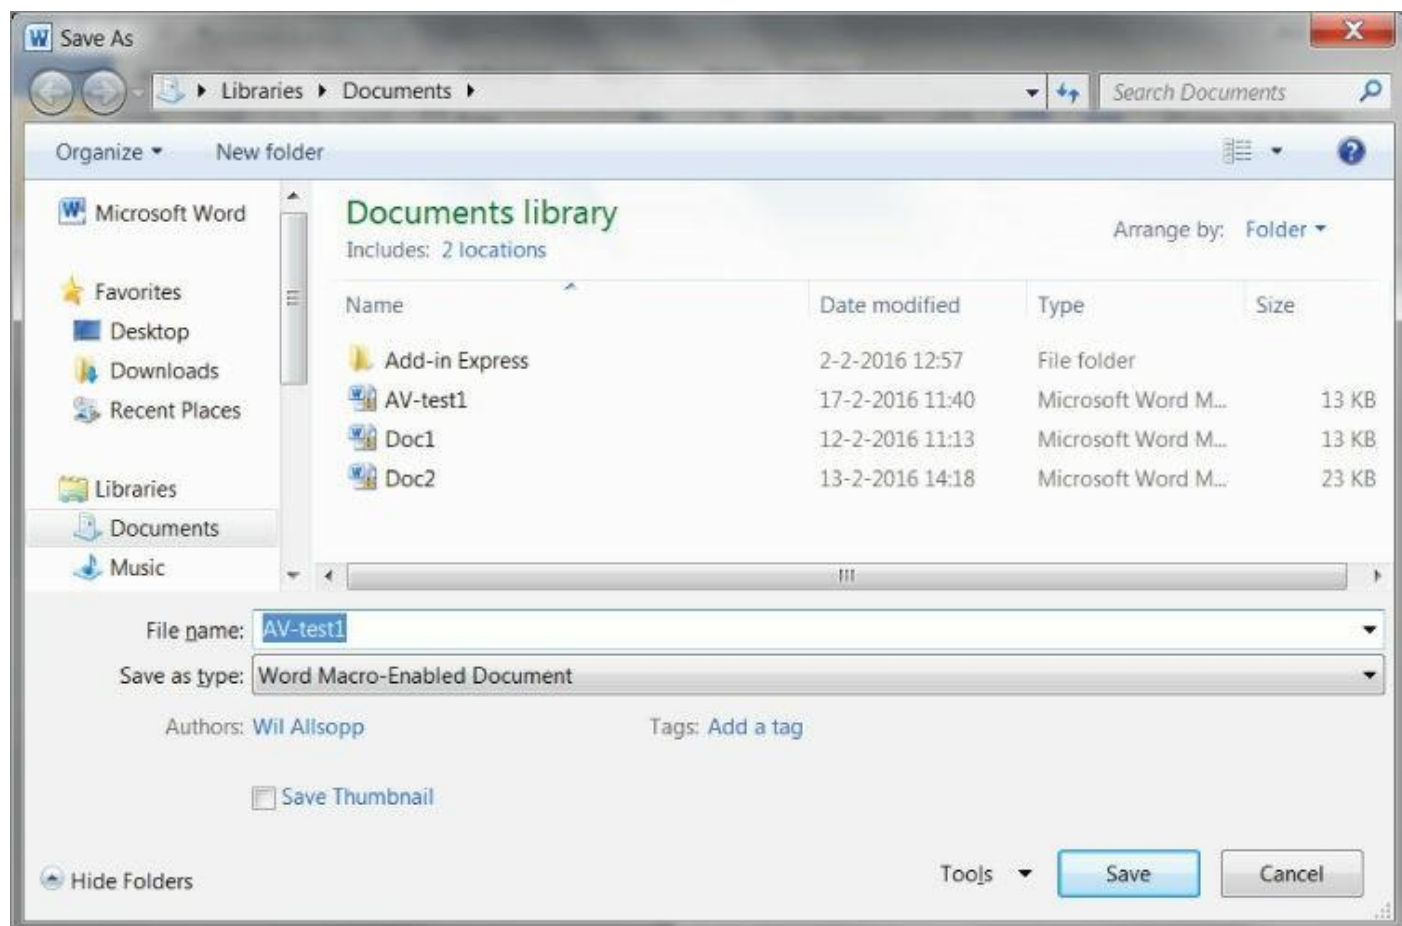 Save As
Libraries Documents
Search Documents
Organize New folder
Microsoft Word
Favorites
Desktop
Downloads
Recent Places
Libraries
Documents
Music
Documents library
Includes: 2 locations
Arrange by: Folder
Name Date modified Type Size
Add-in Express 2-2-2016 12:57 File folder
AV-test1 17-2-2016 11:40 Microsoft Word M... 13 KB
Doc1 12-2-2016 11:13 Microsoft Word M... 13 KB
Doc2 13-2-2016 14:18 Microsoft Word M... 23 KB
File name: AV-test1
Save as type: Word Macro-Enabled Document
Authors: Wil Allsopp Tags: Add a tag
Save Thumbnail
Hide Folders Tools Save Cancel